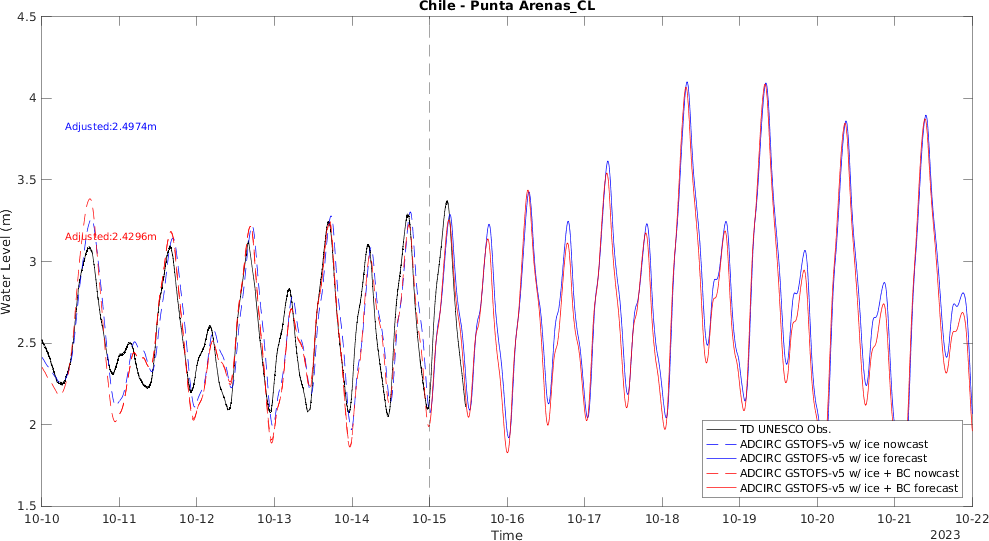 Chile - Punta Arenas_CL
4.5
4
3.5
3
2.5
2
1.5
Water Level (m)
Adjusted:2.4974m
Adjusted:2.4296m
TD UNESCO Obs.
ADCIRC GSTOFS-v5 w/ ice nowcast
ADCIRC GSTOFS-v5 w/ ice forecast
ADCIRC GSTOFS-v5 w/ ice + BC nowcast
ADCIRC GSTOFS-v5 w/ ice + BC forecast
10-10 10-11 10-12 10-13 10-14 10-15 10-16 10-17 10-18 10-19 10-20 10-21 10-22
Time
2023